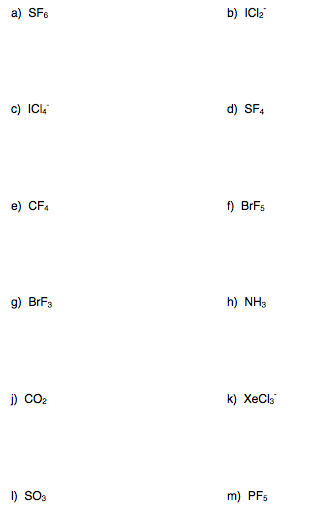 a) SF₆ b) ICl₂⁻
c) ICl₄⁻ d) SF₄
e) CF₄ f) BrF₅
g) BrF₃ h) NH₃
j) CO₂ k) XeCl₃⁻
l) SO₃ m) PF₅